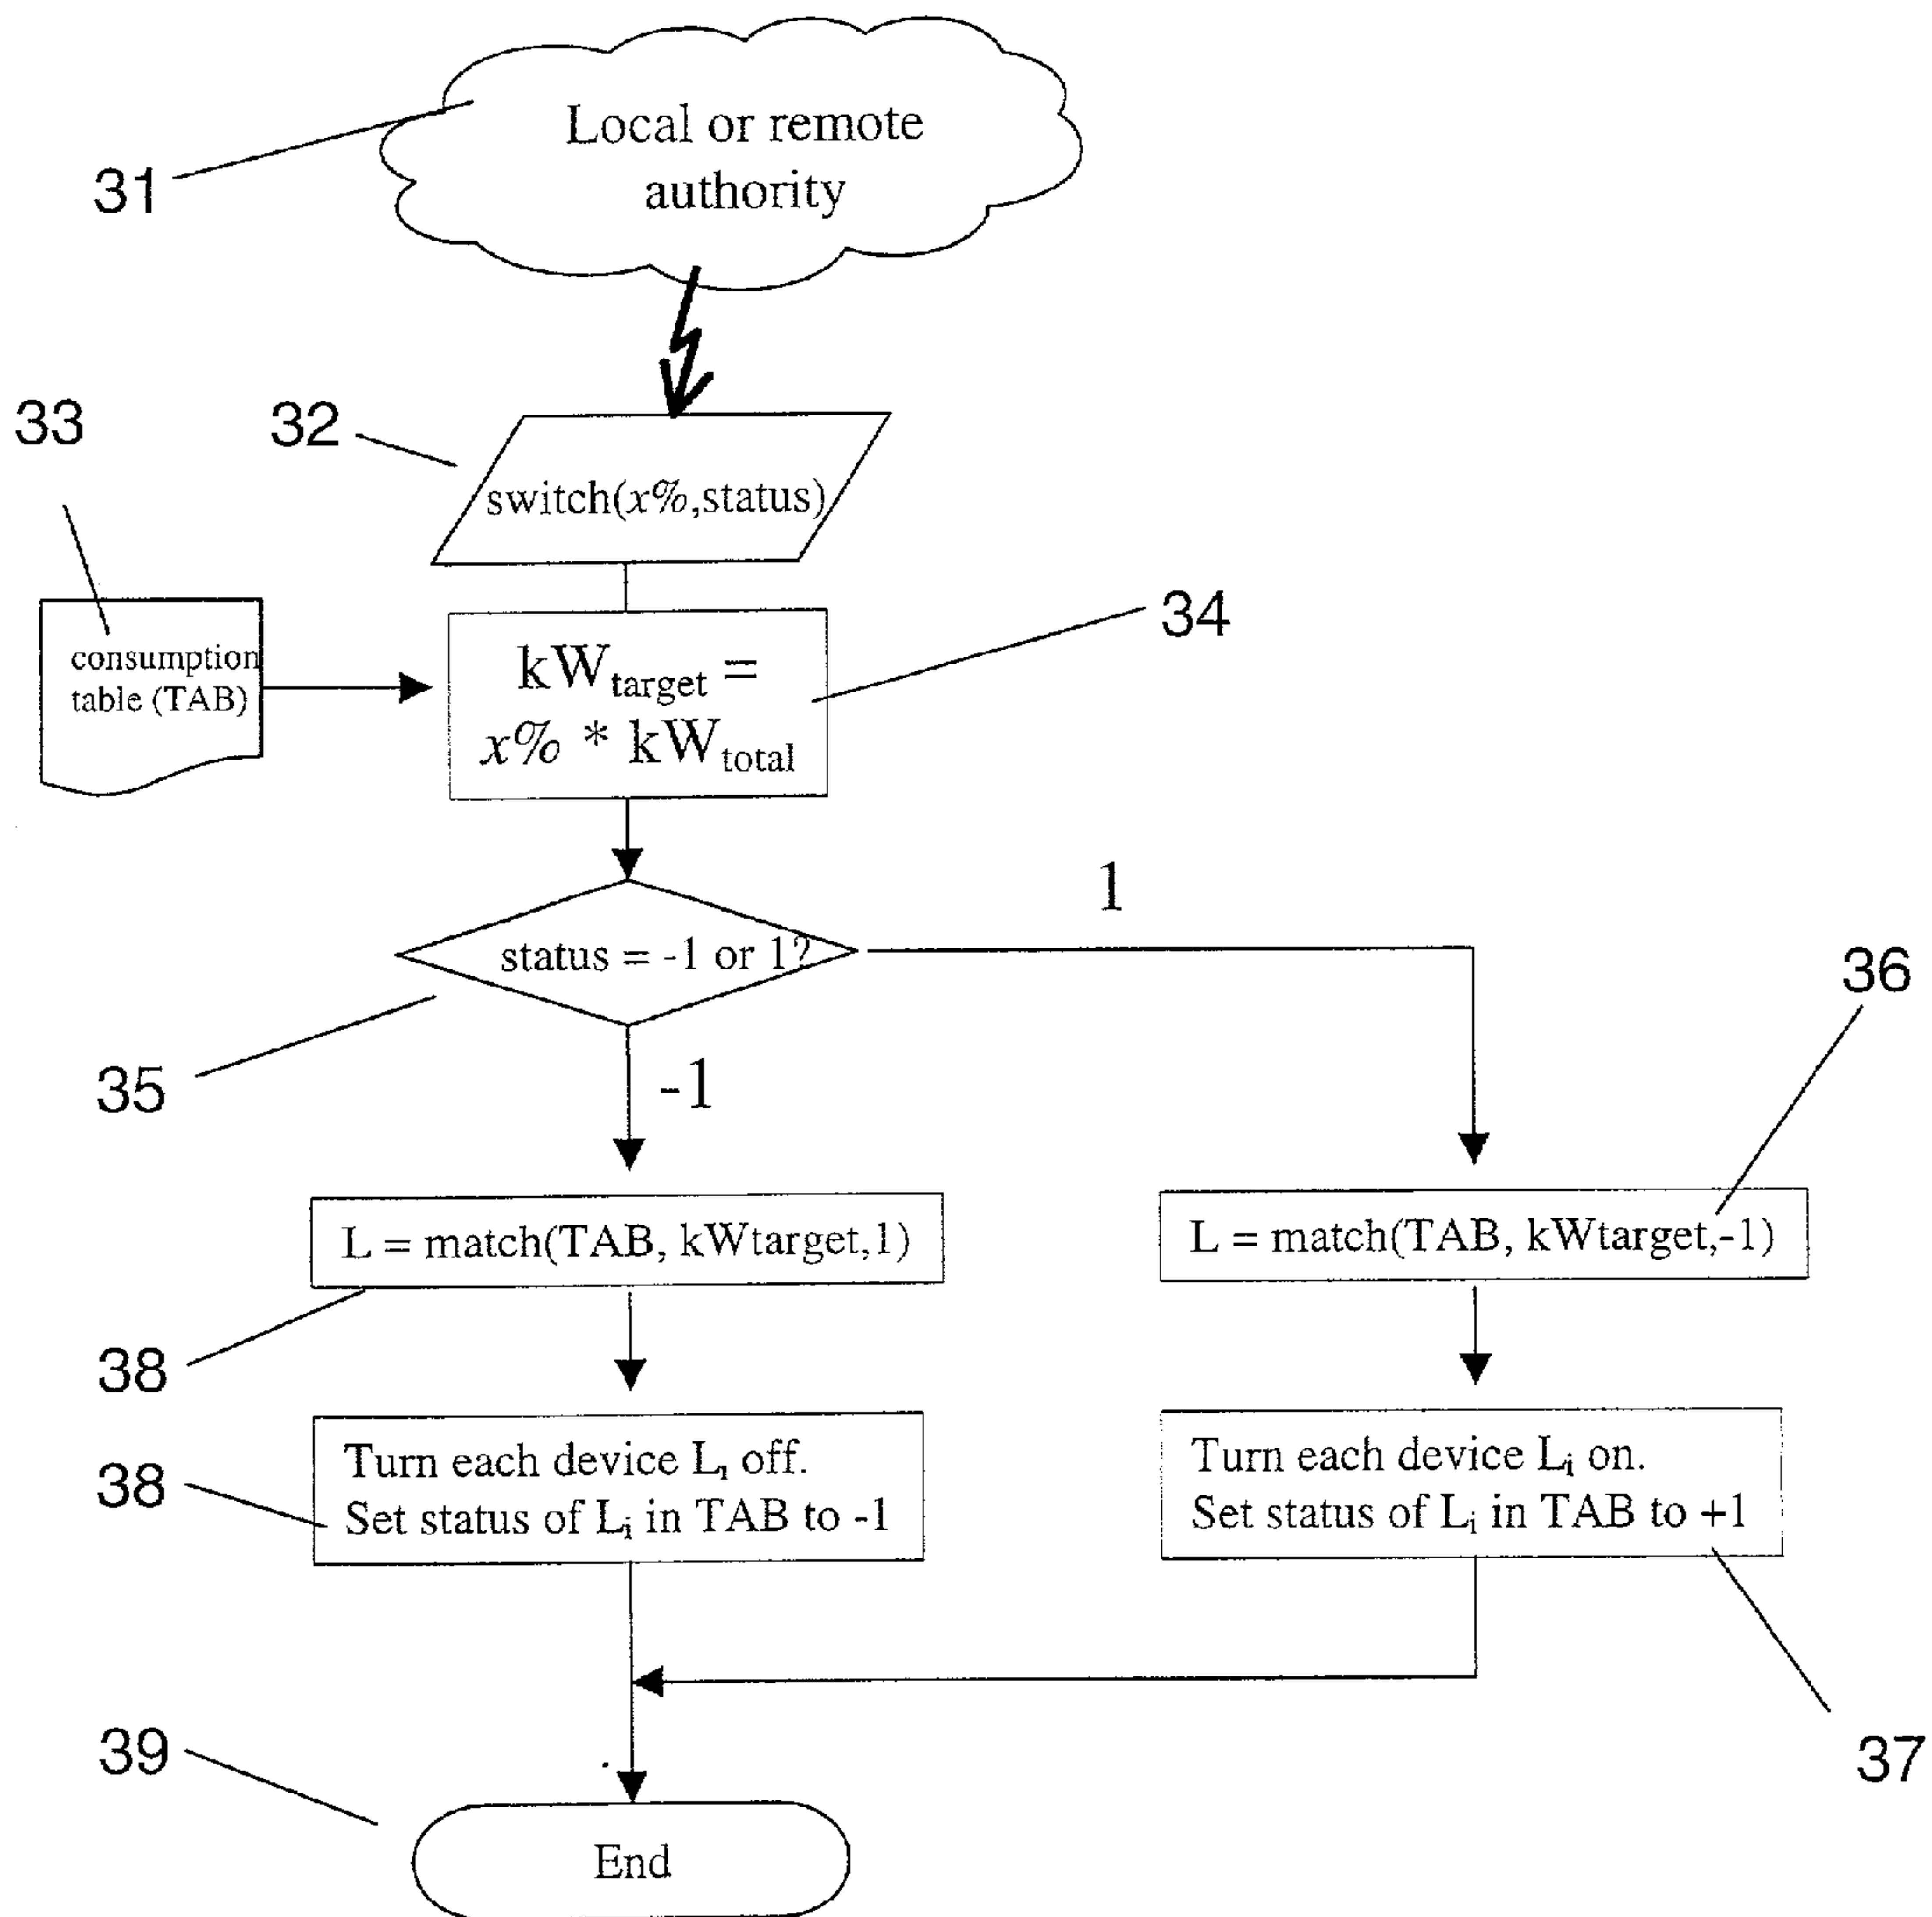 Local or remote
authority
31
33
32
switch(x%,status)
34
consumption
table (TAB)
kWtarget =
x% * kWtotal
1
status = -1 or 1?
36
35
-1
L = match(TAB, kWtarget,1)
L = match(TAB, kWtarget,-1)
38
Turn each device Li off.
Set status of Li in TAB to -1
38
Turn each device Li on.
Set status of Li in TAB to +1
39
37
End